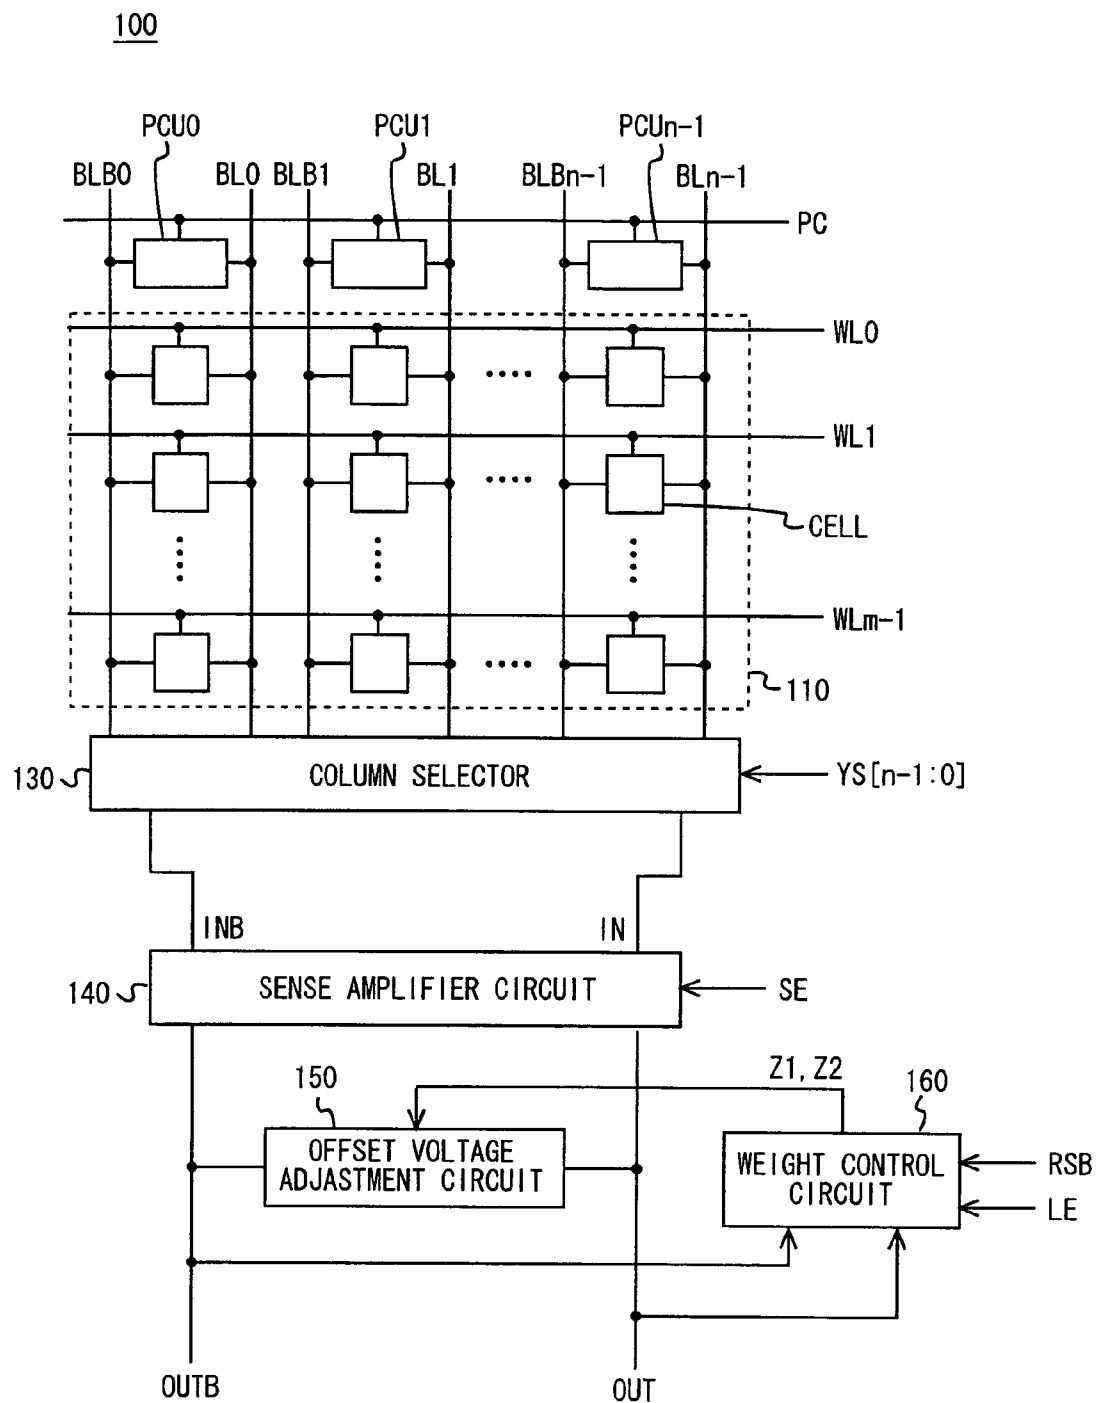 100
PCU0 PCU1 PCUn-1
BLB0 BL0 BLB1 BL1 BLBn-1 BLn-1
PC
WL0
WL1
CELL
WLm-1
110
130 COLUMN SELECTOR YS[n-1:0]
INB IN
140 SENSE AMPLIFIER CIRCUIT SE
Z1, Z2
150 160
OFFSET VOLTAGE
ADJASTMENT CIRCUIT
WEIGHT CONTROL
CIRCUIT
RSB
LE
OUTB OUT